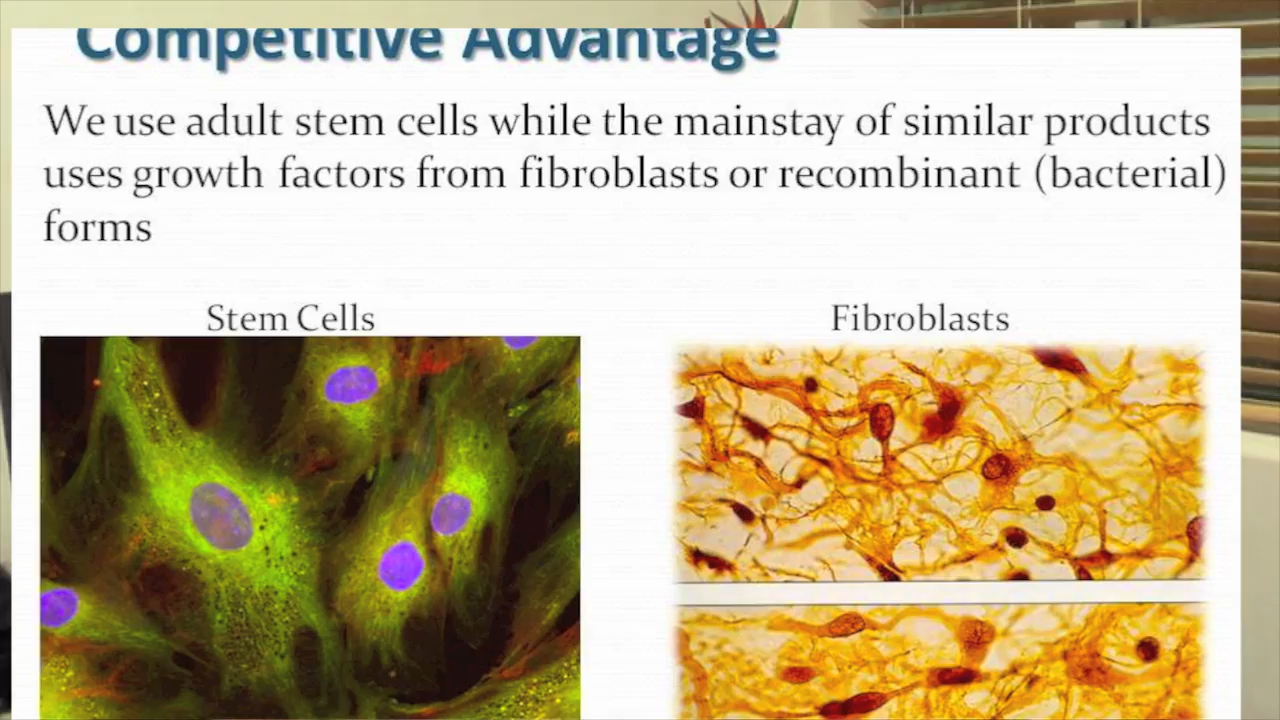 Competitive Advantage
We use adult stem cells while the mainstay of similar products
uses growth factors from fibroblasts or recombinant (bacterial)
forms
Stem Cells
Fibroblasts